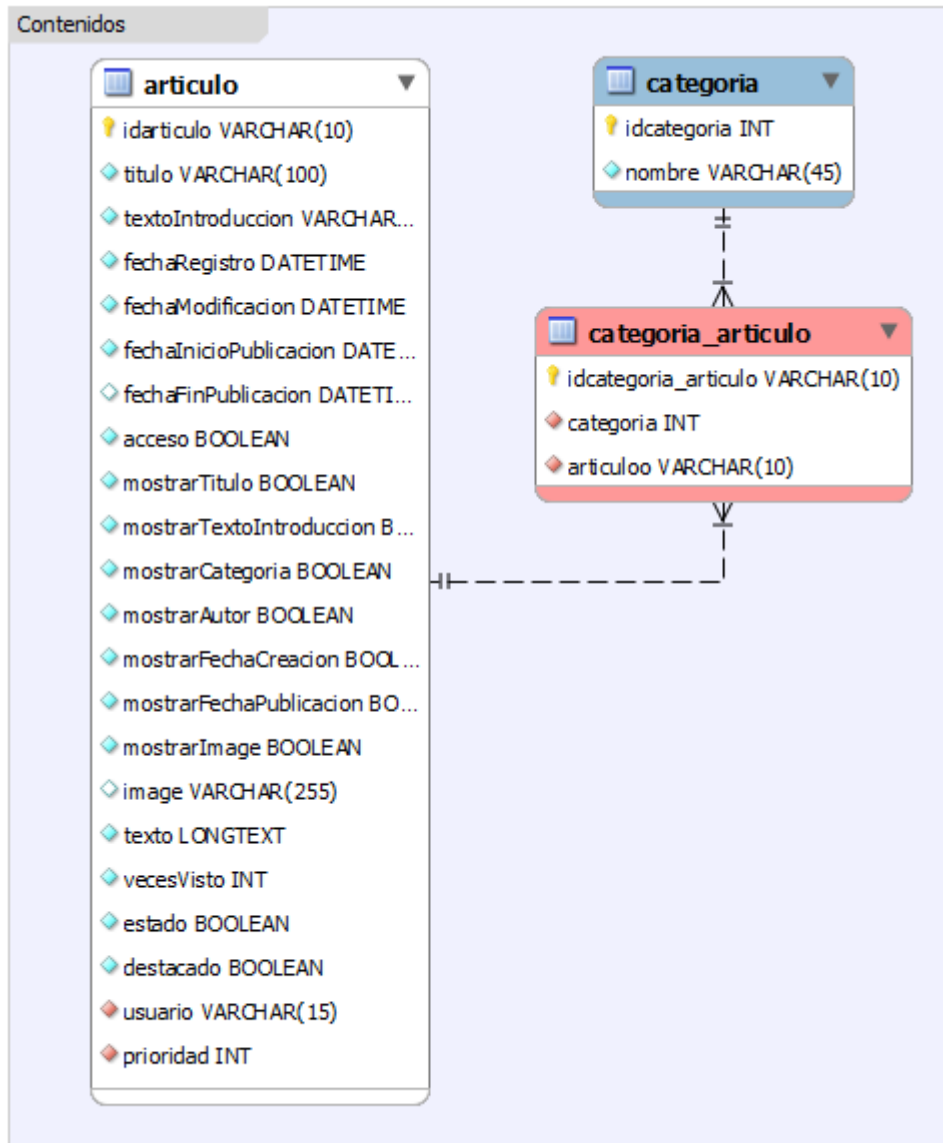 Contenidos
articulo
idarticulo VARCHAR(10)
titulo VARCHAR(100)
textoIntroduccion VARCHAR...
fechaRegistro DATETIME
fechaModificacion DATETIME
fechaInicioPublicacion DATE...
fechaFinPublicacion DATETI...
acceso BOOLEAN
mostrarTitulo BOOLEAN
mostrarTextoIntroduccion B...
mostrarCategoria BOOLEAN
mostrarAutor BOOLEAN
mostrarFechaCreacion BOOL...
mostrarFechaPublicacion BO...
mostrarImage BOOLEAN
image VARCHAR(255)
texto LONGTEXT
vecesVisto INT
estado BOOLEAN
destacado BOOLEAN
usuario VARCHAR(15)
prioridad INT
categoria
idcategoria INT
nombre VARCHAR(45)
categoria_articulo
idcategoria_articulo VARCHAR(10)
categoria INT
articuloo VARCHAR(10)